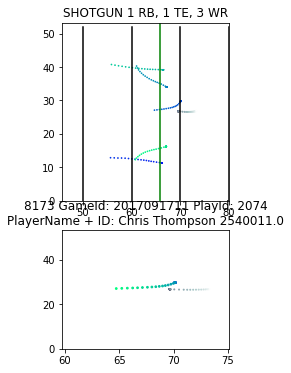 SHOTGUN 1 RB, 1 TE, 3 WR
50
40
30
20
10
0
50 60 70 80
8173 GameId: 2017091711, PlayId: 2074
PlayerName + ID: Chris Thompson 2540011.0
40
20
0
60 65 70 75